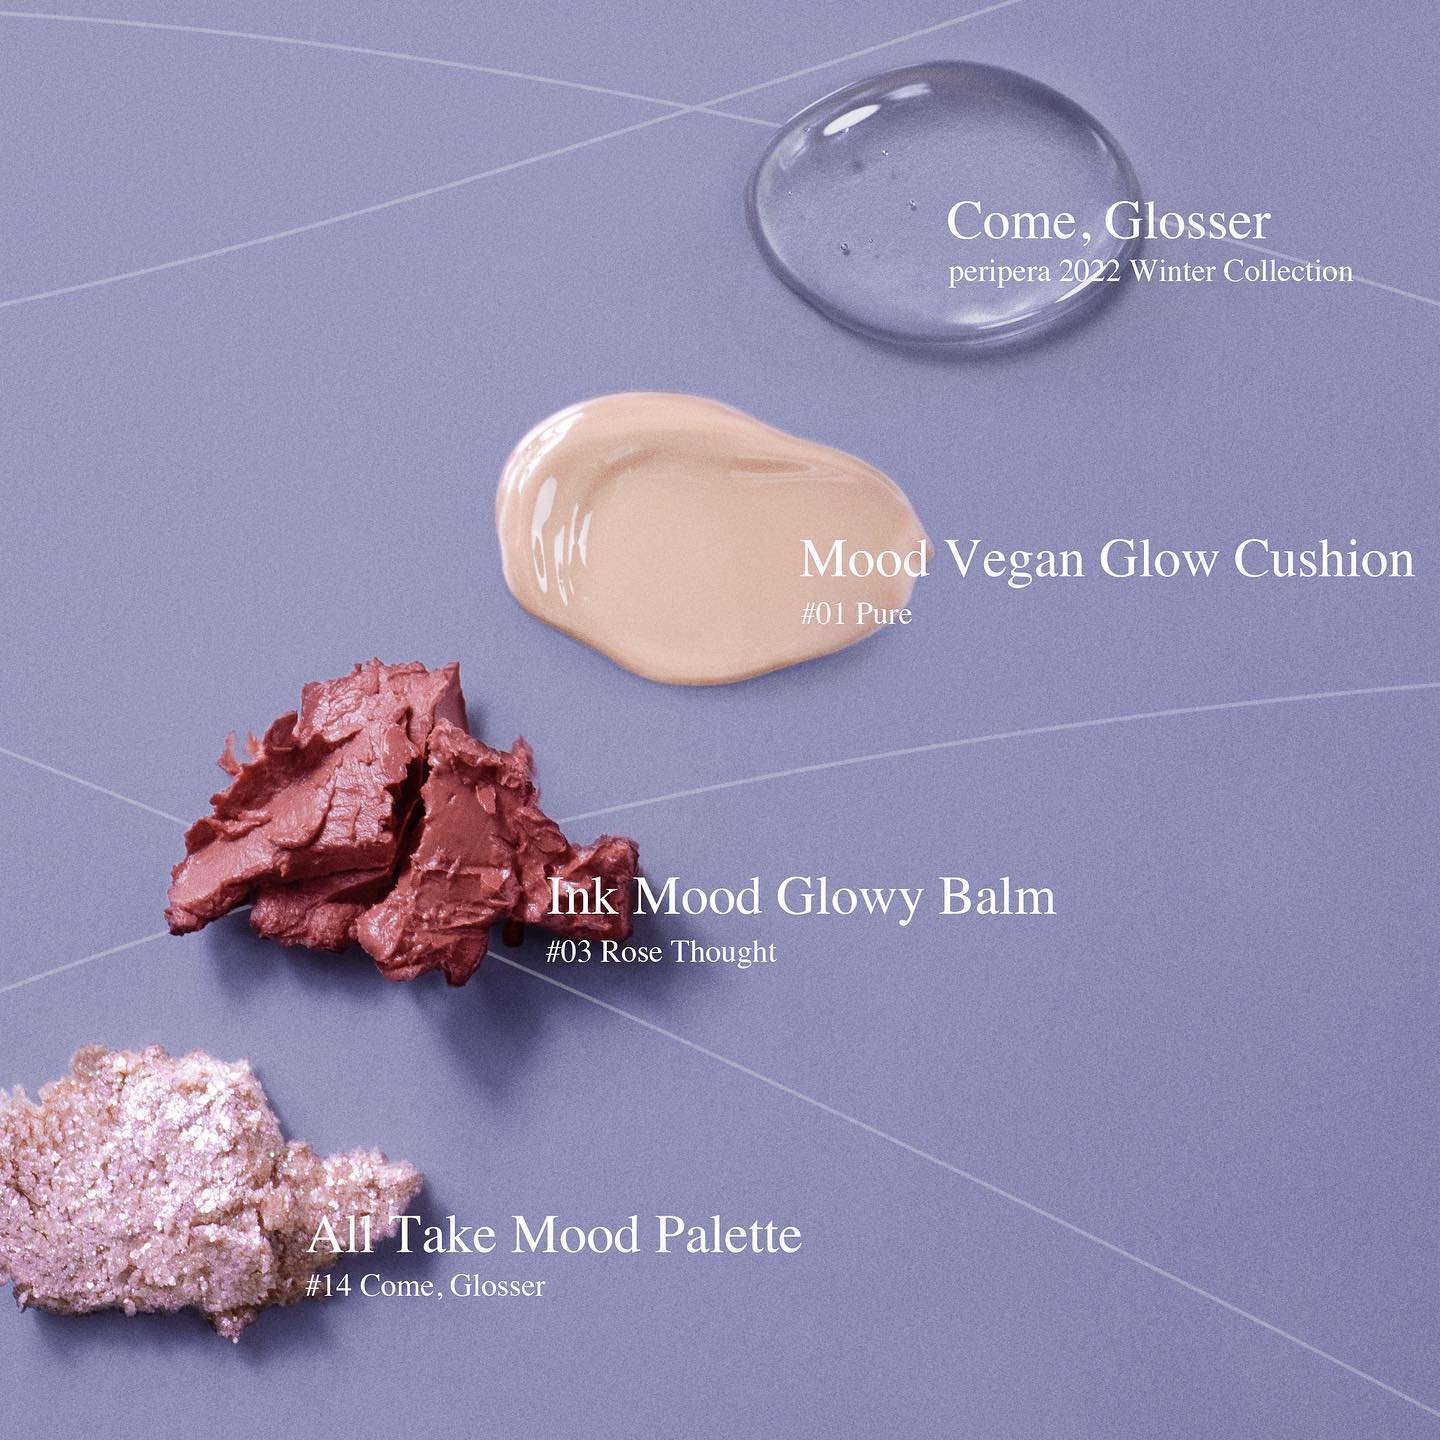 Come, Glosser
peripera 2022 Winter Collection
Mood Vegan Glow Cushion
#01 Pure
Ink Mood Glowy Balm
#03 Rose Thought
All Take Mood Palette
#14 Come, Glosser